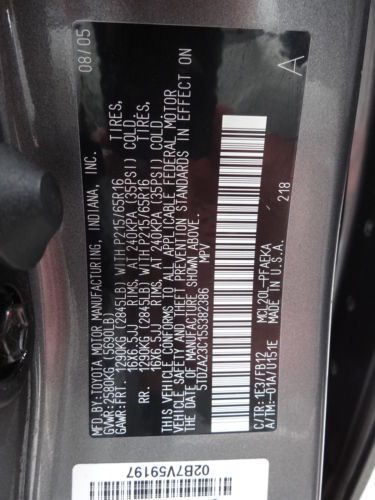 08/05
MFD. BY: TOYOTA MOTOR MANUFACTURING, INDIANA, INC.
GVWR: 2580KG (5690LB)
GAWR: FRT. 1290KG (2845LB) WITH P215/65R16 TIRES,
16X6.5JJ RIMS, AT 240KPA (35PSI) COLD.
RR. 1290KG (2845LB) WITH P215/65R16 TIRES,
16X6.5JJ RIMS, AT 240KPA (35PSI) COLD.
THIS VEHICLE CONFORMS TO ALL APPLICABLE FEDERAL MOTOR
VEHICLE SAFETY AND THEFT PREVENTION STANDARDS IN EFFECT
ON THE DATE OF MANUFACTURE SHOWN ABOVE.
5TDZA23C15S382386 MPV
A
218
C/TR: 1E3/FB12 MCL20L-PFAEKA
A/TM: -01A/U151E MADE IN U.S.A.
02B7V59197